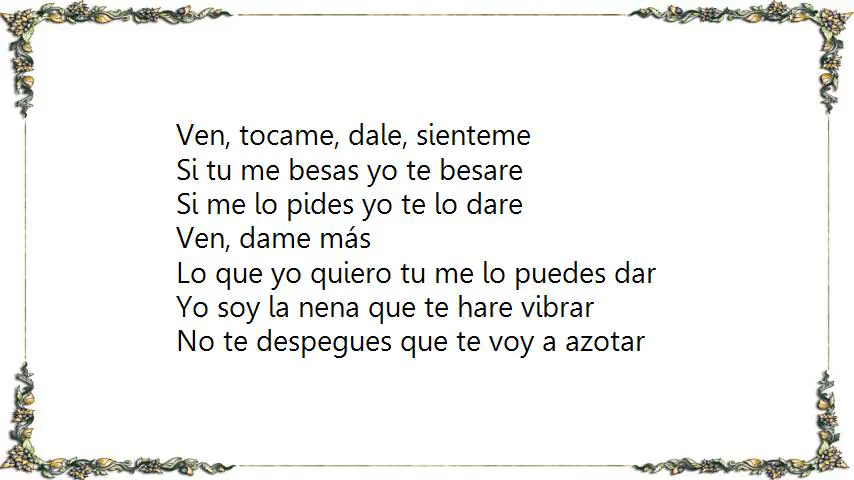 Ven, tocame, dale, sienteme
Si tu me besas yo te besare
Si me lo pides yo te lo dare
Ven, dame más
Lo que yo quiero tu me lo puedes dar
Yo soy la nena que te hare vibrar
No te despegues que te voy a azotar